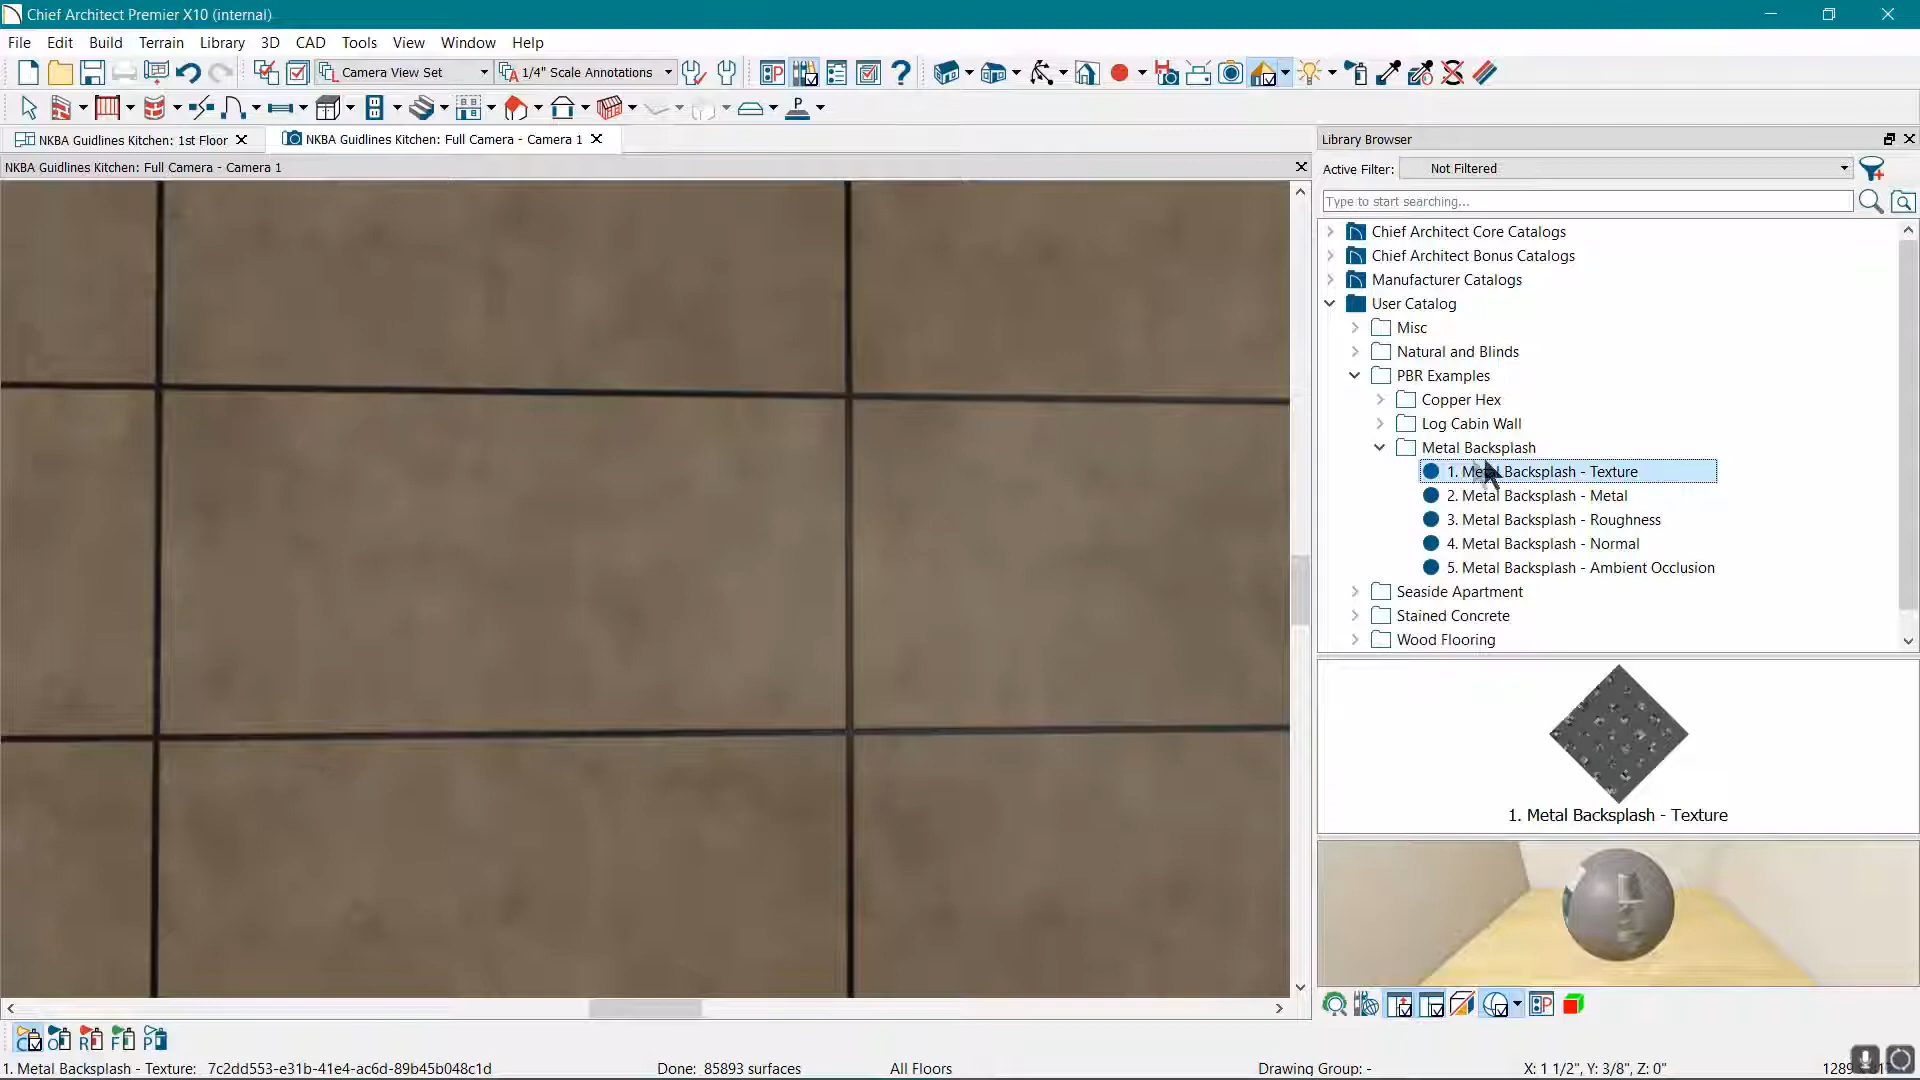 Chief Architect Premier X10 (internal)
File Edit Build Terrain Library 3D CAD Tools View Window Help
Camera View Set 1/4" Scale Annotations
NKBA Guidlines Kitchen: 1st Floor NKBA Guidlines Kitchen: Full Camera - Camera 1
NKBA Guidlines Kitchen: Full Camera - Camera 1
Library Browser
Active Filter: Not Filtered
Type to start searching...
Chief Architect Core Catalogs
Chief Architect Bonus Catalogs
Manufacturer Catalogs
User Catalog
Misc
Natural and Blinds
PBR Examples
Copper Hex
Log Cabin Wall
Metal Backsplash
1. Metal Backsplash - Texture
2. Metal Backsplash - Metal
3. Metal Backsplash - Roughness
4. Metal Backsplash - Normal
5. Metal Backsplash - Ambient Occlusion
Seaside Apartment
Stained Concrete
Wood Flooring
1. Metal Backsplash - Texture
1. Metal Backsplash - Texture: 7c2dd553-e31b-41e4-ac6d-89b45b048c1d Done: 85893 surfaces All Floors Drawing Group: - X: 1 1/2", Y: 3/8", Z: 0"